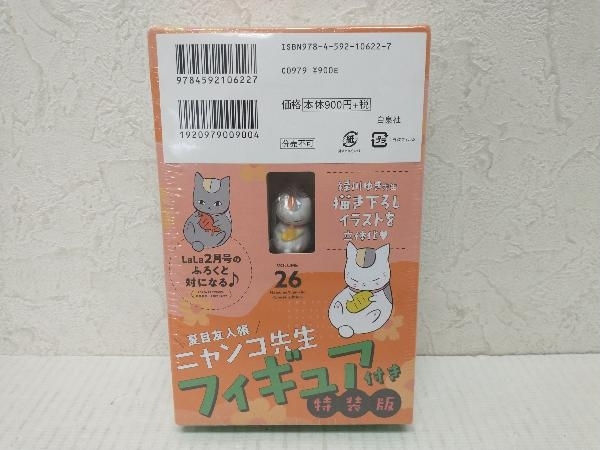 ISBN978-4-592-10622-7
9784592106227
C0979 ¥900E
1920979009004
価格 本体900円+税
白泉社
分売不可
紙
プラ
緑川ゆき先生
描き下ろし
イラストを
立体化♥
LaLa2月号の
ふろくと
対になる♪
VOLUME
26
夏目友人帳
ニャンコ先生
フィギュア付き
特装版